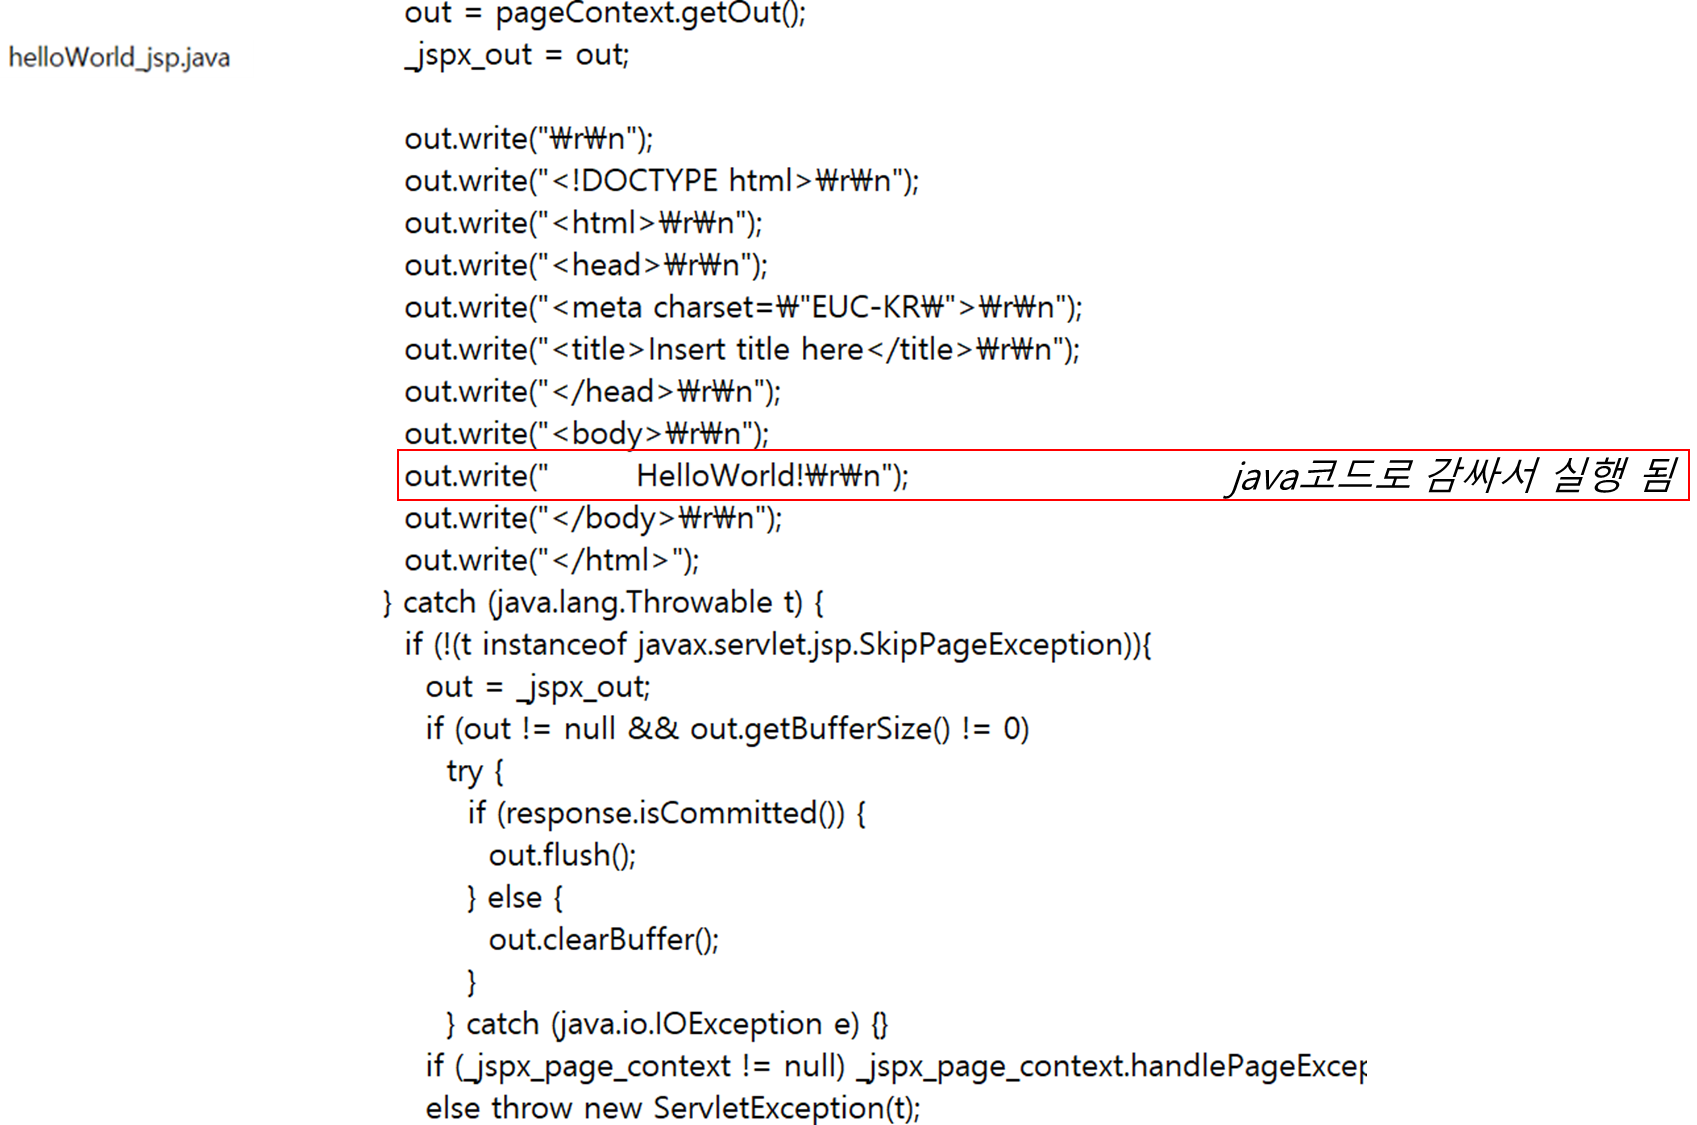 out = pageContext.getOut();
helloWorld_jsp.java
_jspx_out = out;
out.write("₩r₩n");
out.write("<!DOCTYPE html>₩r₩n");
out.write("<html>₩r₩n");
out.write("<head>₩r₩n");
out.write("<meta charset=₩"EUC-KR₩">₩r₩n");
out.write("<title>Insert title here</title>₩r₩n");
out.write("</head>₩r₩n");
out.write("<body>₩r₩n");
out.write("        HelloWorld!₩r₩n"); java코드로 감싸서 실행 됨
out.write("</body>₩r₩n");
out.write("</html>");
} catch (java.lang.Throwable t) {
if (!(t instanceof javax.servlet.jsp.SkipPageException)){
out = _jspx_out;
if (out != null && out.getBufferSize() != 0)
try {
if (response.isCommitted()) {
out.flush();
} else {
out.clearBuffer();
}
} catch (java.io.IOException e) {}
if (_jspx_page_context != null) _jspx_page_context.handlePageExcep
else throw new ServletException(t);